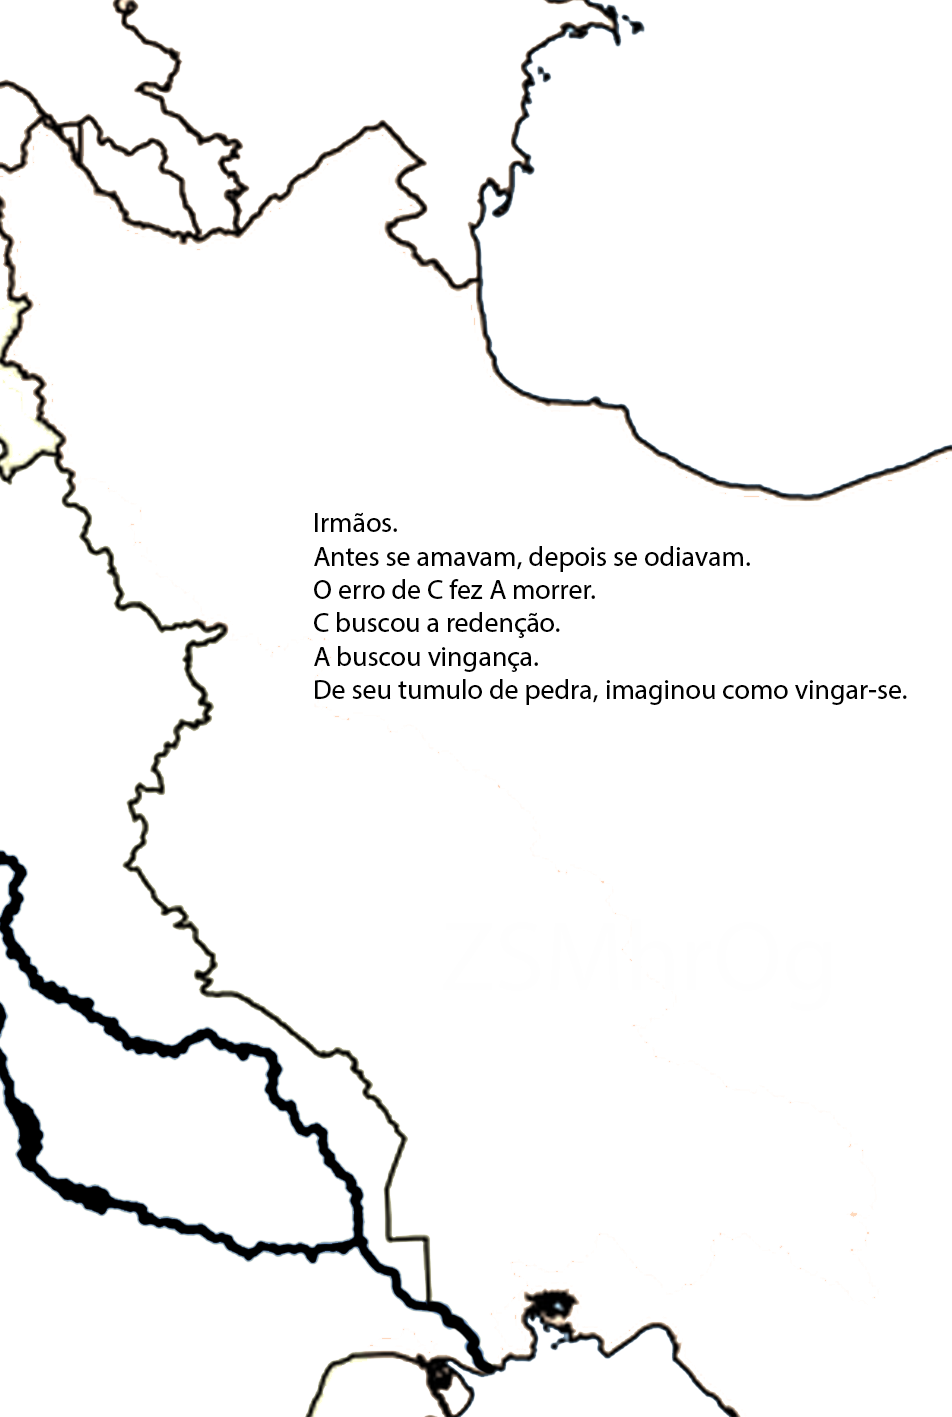 Irmãos.
Antes se amavam, depois se odiavam.
O erro de C fez A morrer.
C buscou a redenção.
A buscou vingança.
De seu tumulo de pedra, imaginou como vingar-se.